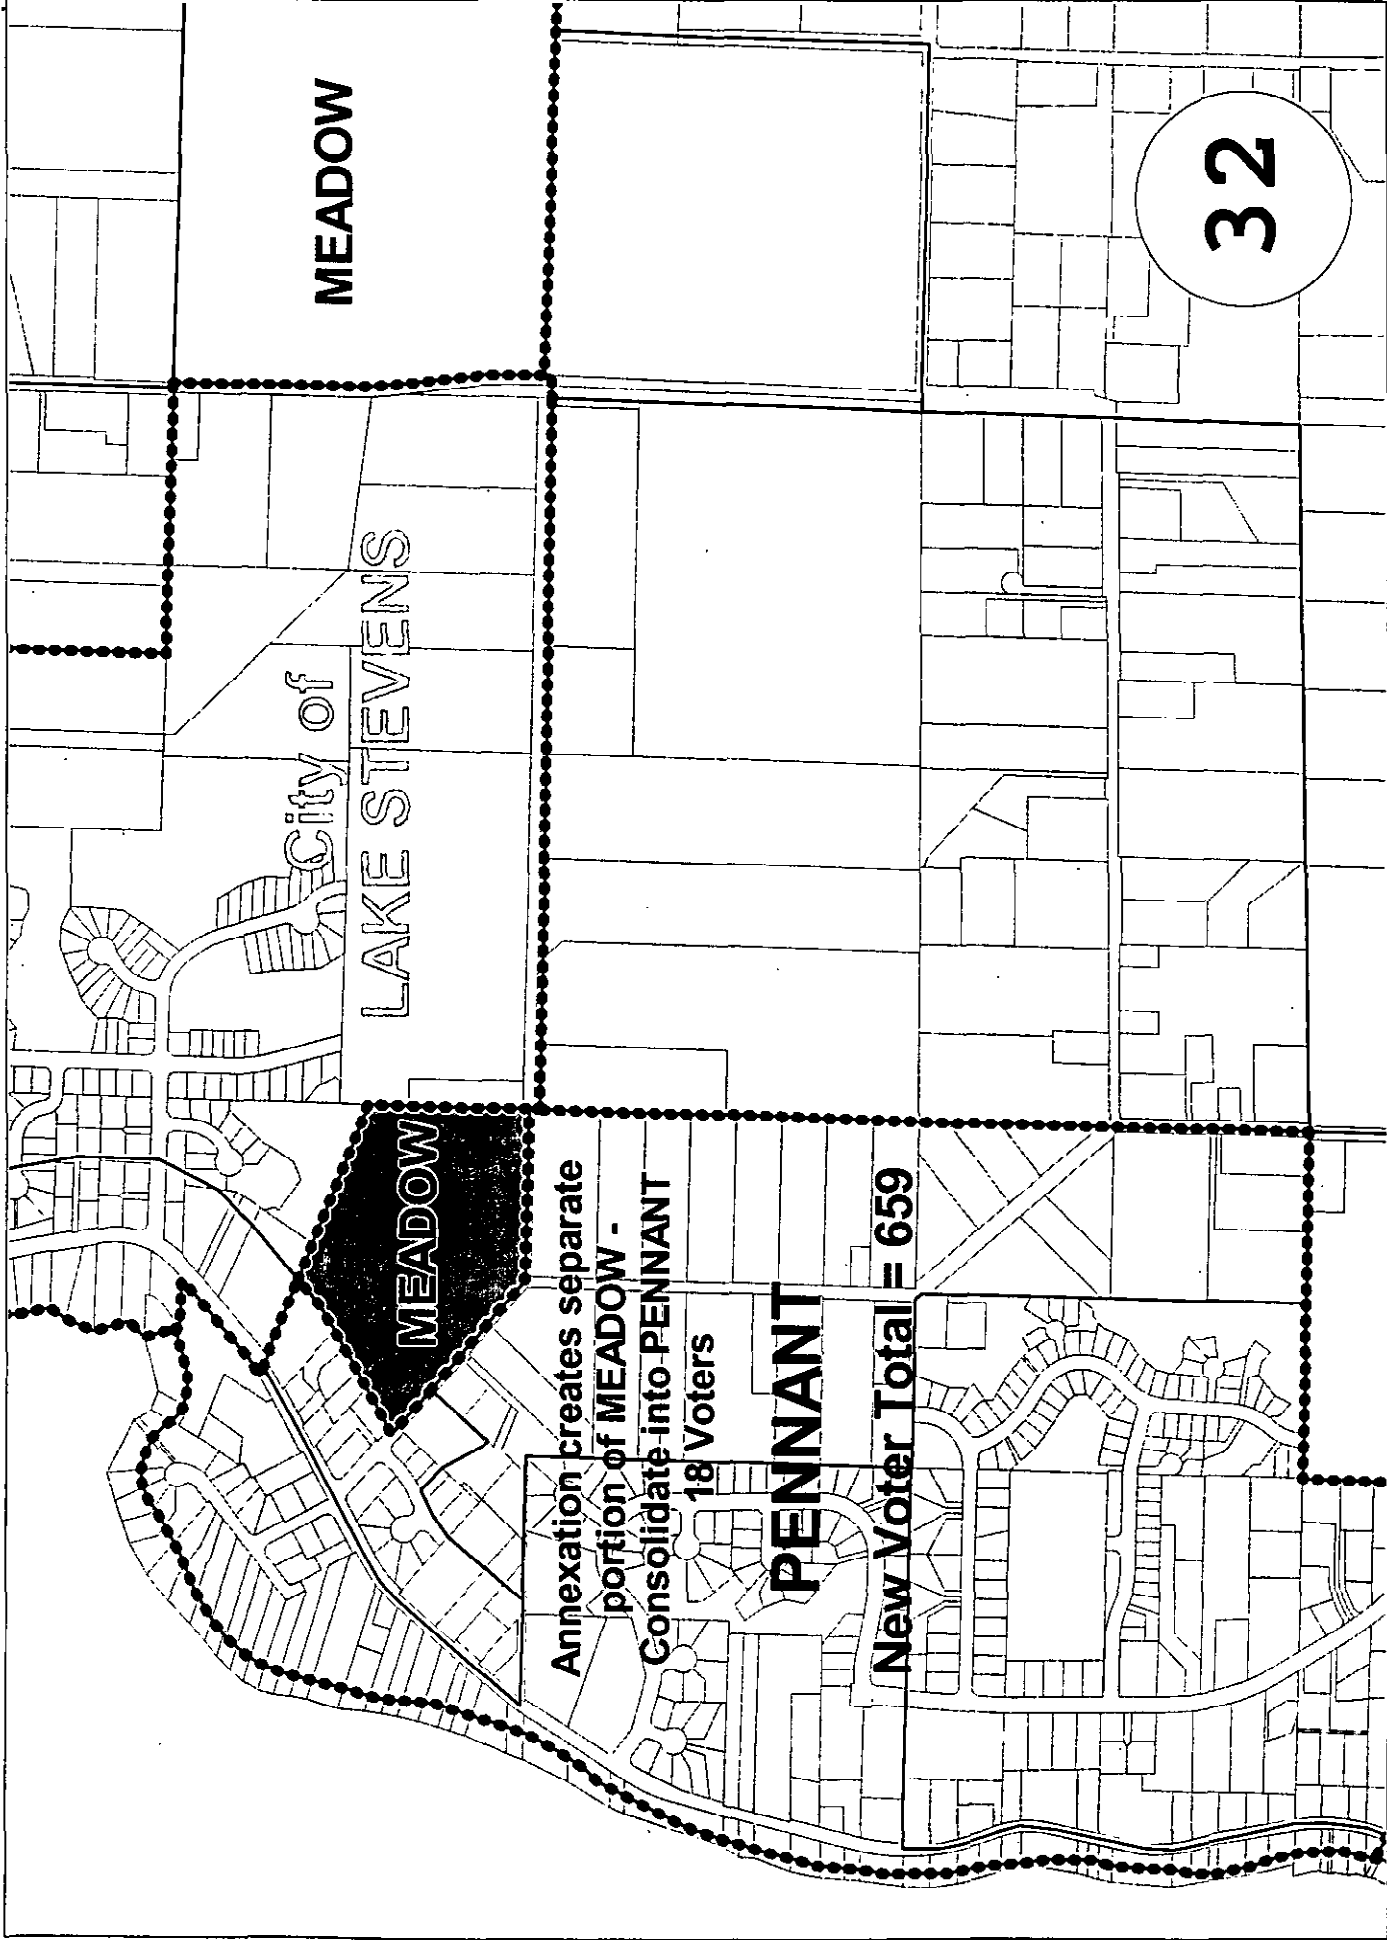 MEADOW
32
City of
LAKE STEVENS
MEADOW
Annexation creates separate
portion of MEADOW -
Consolidate into PENNANT
18 Voters
PENNANT
New Voter Total = 659